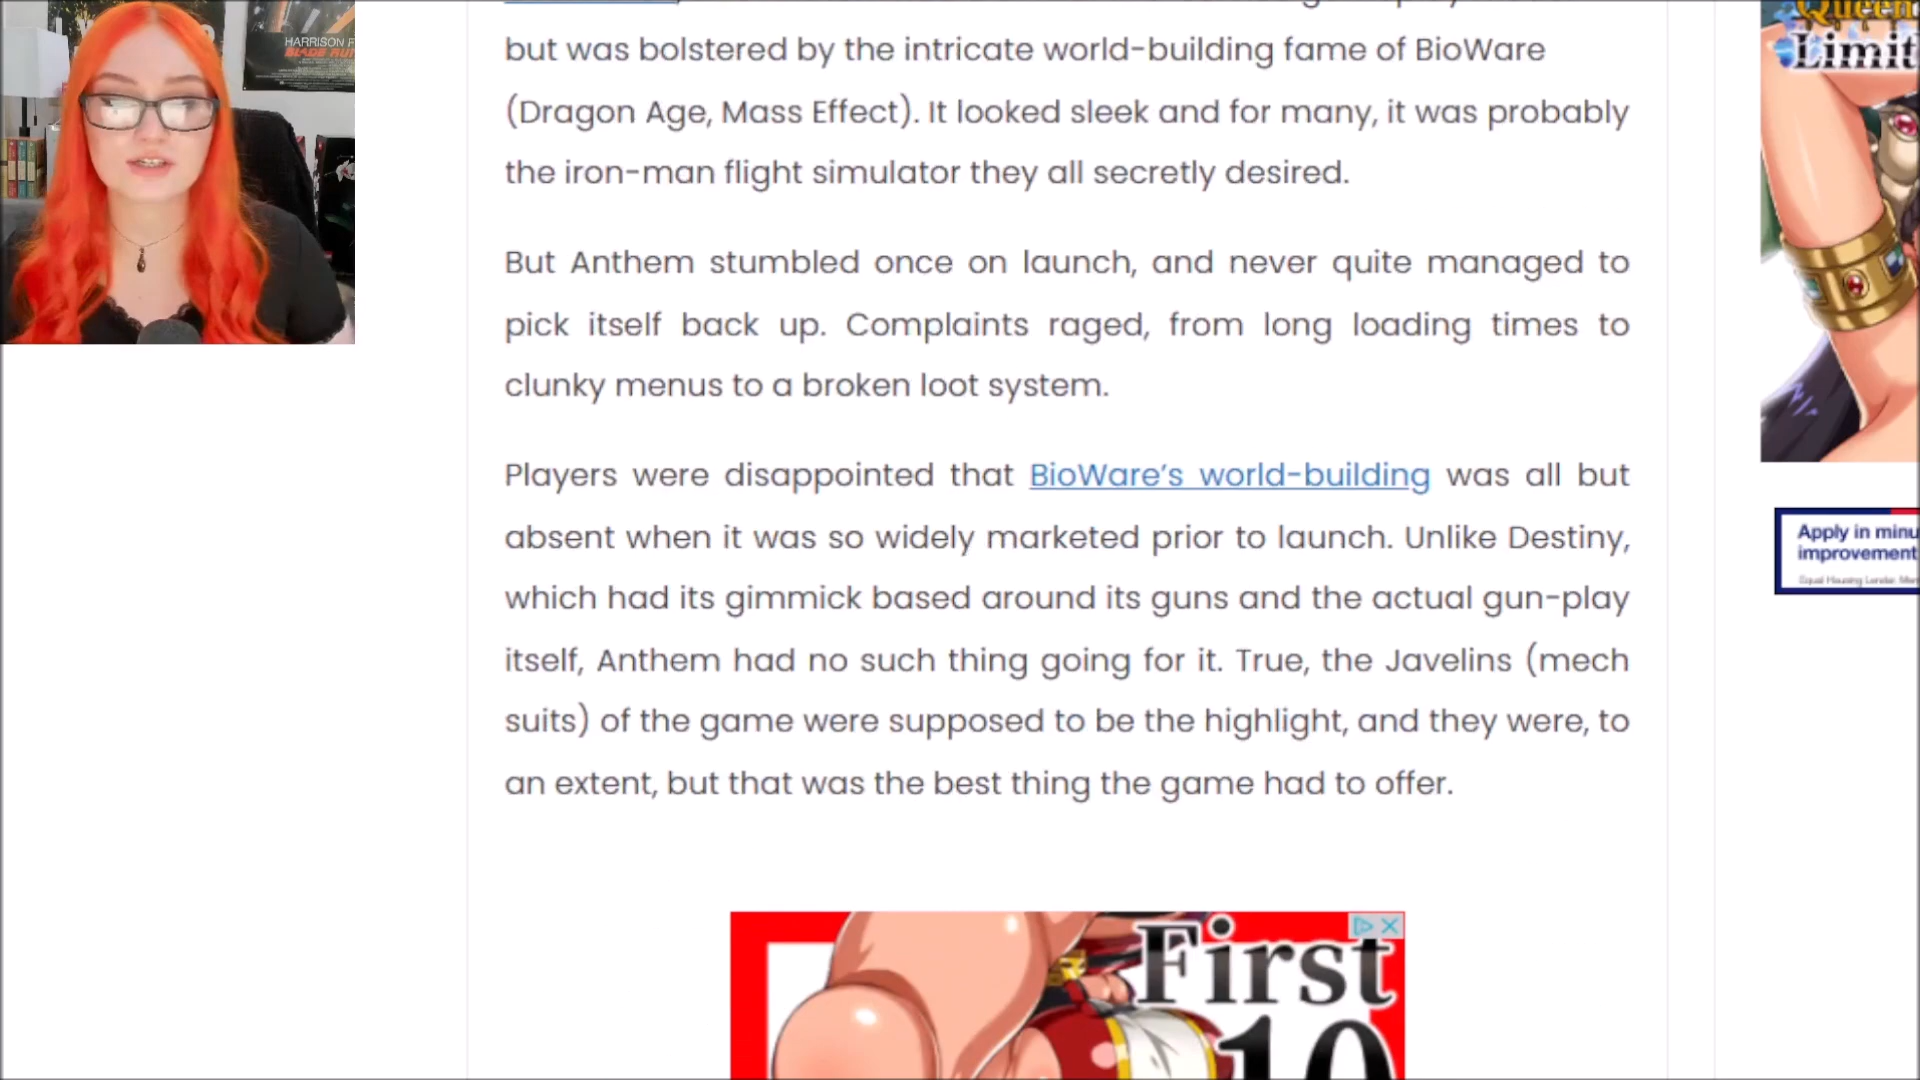 HARRISON F
BLADE RUN
but was bolstered by the intricate world-building fame of BioWare
(Dragon Age, Mass Effect). It looked sleek and for many, it was probably
the iron-man flight simulator they all secretly desired.
But Anthem stumbled once on launch, and never quite managed to
pick itself back up. Complaints raged, from long loading times to
clunky menus to a broken loot system.
Players were disappointed that BioWare’s world-building was all but
absent when it was so widely marketed prior to launch. Unlike Destiny,
which had its gimmick based around its guns and the actual gun-play
itself, Anthem had no such thing going for it. True, the Javelins (mech
suits) of the game were supposed to be the highlight, and they were, to
an extent, but that was the best thing the game had to offer.
Queen
Limit
Apply in minu
improvement
First
10